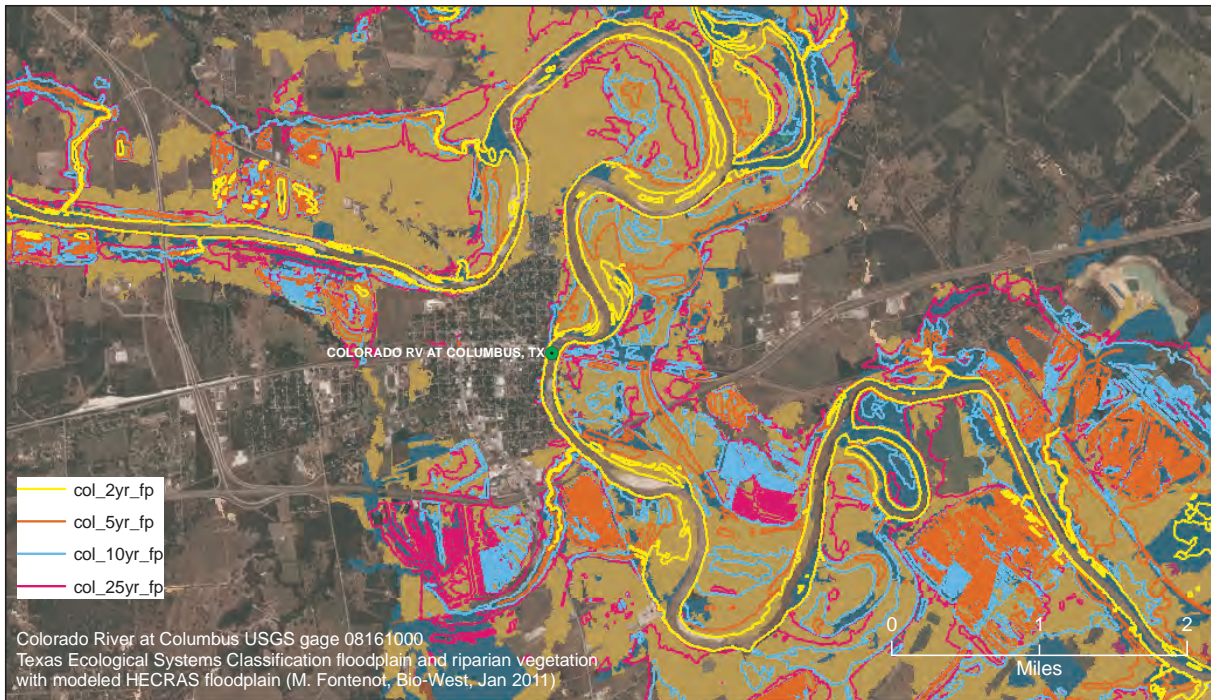 COLORADO RV AT COLUMBUS, TX
col_2yr_fp
col_5yr_fp
col_10yr_fp
col_25yr_fp
Colorado River at Columbus USGS gage 08161000
Texas Ecological Systems Classification floodplain and riparian vegetation
with modeled HECRAS floodplain (M. Fontenot, Bio-West, Jan 2011)
0 1 2
Miles